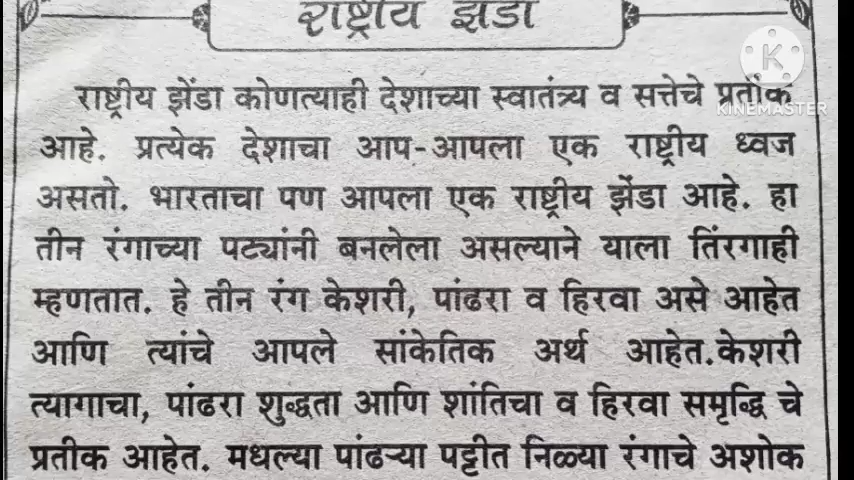 राष्ट्रीय झेंडा
K
KINEMASTER
राष्ट्रीय झेंडा कोणत्याही देशाच्या स्वातंत्र्य व सत्तेचे प्रतीक
आहे. प्रत्येक देशाचा आप-आपला एक राष्ट्रीय ध्वज
असतो. भारताचा पण आपला एक राष्ट्रीय झेंडा आहे. हा
तीन रंगाच्या पट्यांनी बनलेला असल्याने याला तिंरगाही
म्हणतात. हे तीन रंग केशरी, पांढरा व हिरवा असे आहेत
आणि त्यांचे आपले सांकेतिक अर्थ आहेत.केशरी
त्यागाचा, पांढरा शुद्धता आणि शांतिचा व हिरवा समृद्धि चे
प्रतीक आहेत. मधल्या पांढऱ्या पट्टीत निळ्या रंगाचे अशोक